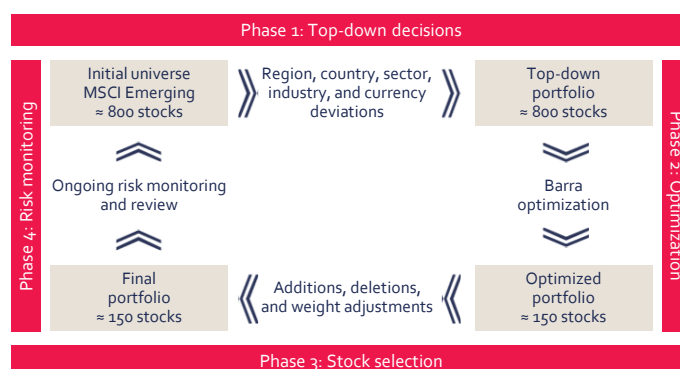 Phase 1: Top-down decisions
Initial universe
MSCI Emerging
≈ 800 stocks
Region, country, sector,
industry, and currency
deviations
Top-down
portfolio
≈ 800 stocks
Phase 2: Optimization
Barra
optimization
Optimized
portfolio
≈ 150 stocks
Additions, deletions,
and weight adjustments
Final
portfolio
≈ 150 stocks
Ongoing risk monitoring
and review
Phase 4: Risk monitoring
Phase 3: Stock selection